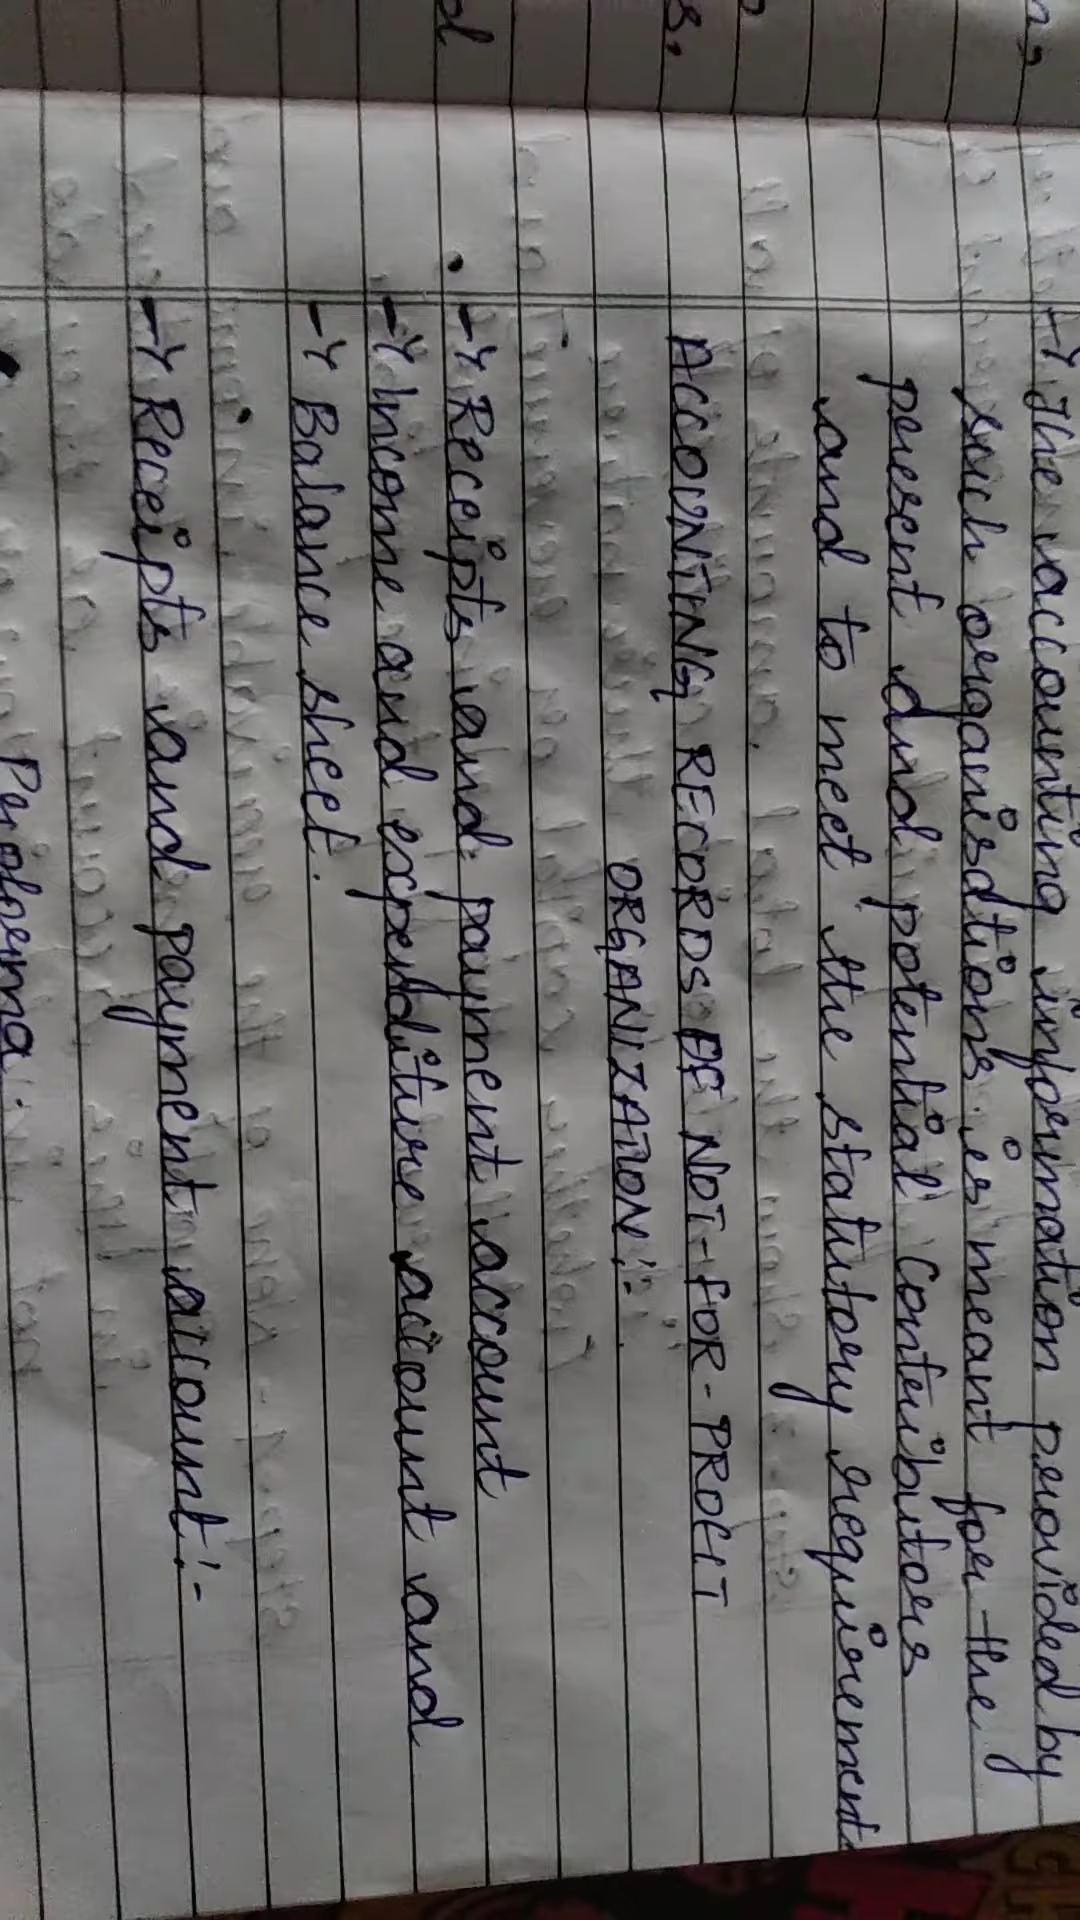 → The accounting information provided by
such organisations is meant for the
present and potential contributors
and to meet the statutory requirement
ACCOUNTING RECORDS OF NOT-FOR-PROFIT
ORGANIZATION:-
→ Receipts and payment account
→ Income and expenditure account and
→ Balance sheet.
→ Receipts and payment account:-
Proforma.